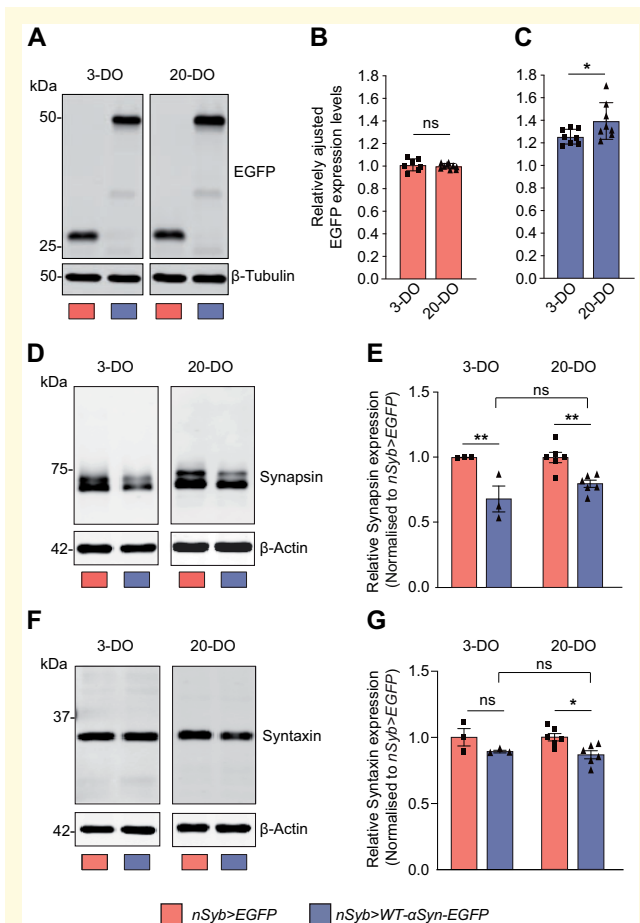 A
3-DO 20-DO
kDa
50-
EGFP
25-
50-
β-Tubulin
B
Relatively ajusted
EGFP expression levels
1.8
1.6
1.4
1.2
1.0
0.8
0.6
0.4
0.2
0.0
ns
3-DO
20-DO
C
1.8
1.6
1.4
1.2
1.0
0.8
0.6
0.4
0.2
0.0
*
3-DO
20-DO
D
3-DO 20-DO
kDa
75-
Synapsin
42-
β-Actin
E
3-DO 20-DO
Relative Synapsin expression
(Normalised to nSyb>EGFP)
1.5
1.0
0.5
0.0
ns
**
**
F
3-DO 20-DO
kDa
37-
Syntaxin
42-
β-Actin
G
3-DO 20-DO
Relative Syntaxin expression
(Normalised to nSyb>EGFP)
1.5
1.0
0.5
0.0
ns
ns
*
nSyb>EGFP nSyb>WT-αSyn-EGFP